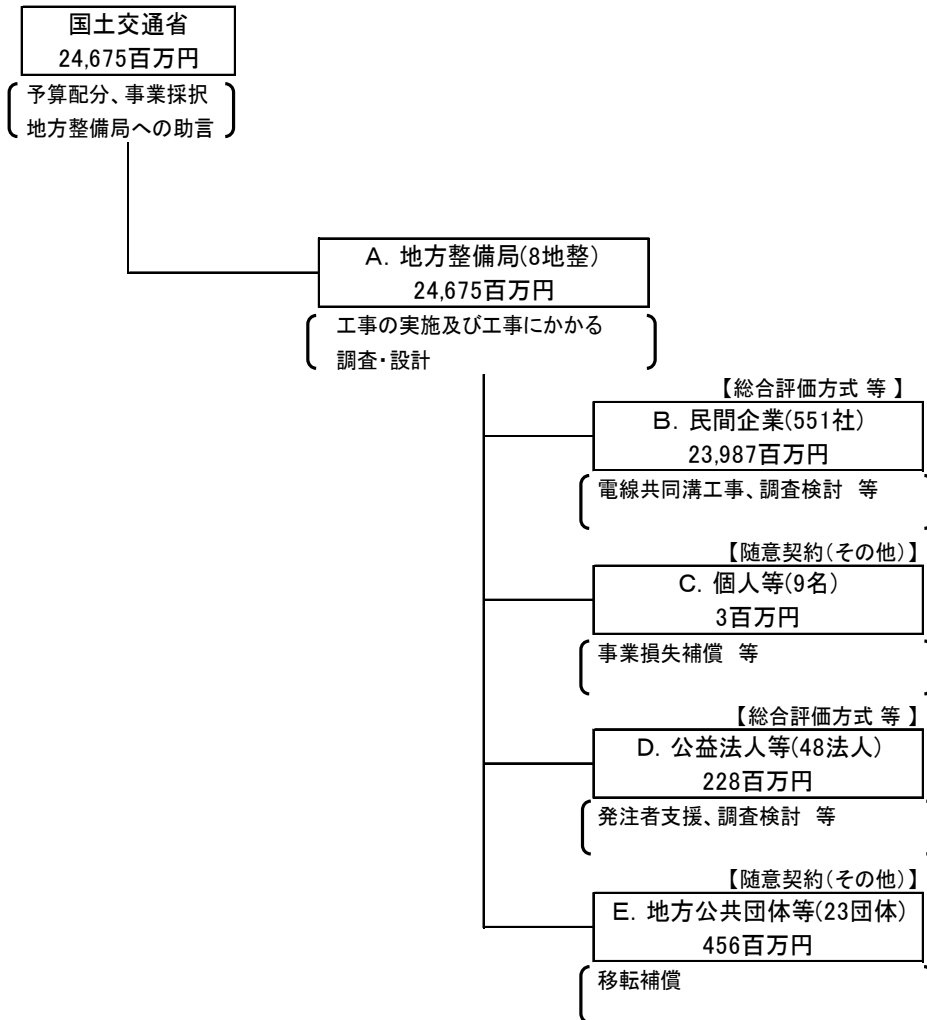 国土交通省
24,675百万円
予算配分、事業採択
地方整備局への助言
A. 地方整備局(8地整)
24,675百万円
工事の実施及び工事にかかる
調査・設計
【総合評価方式 等 】
B. 民間企業(551社)
23,987百万円
電線共同溝工事、調査検討 等
【随意契約(その他)】
C. 個人等(9名)
3百万円
事業損失補償 等
【総合評価方式 等 】
D. 公益法人等(48法人)
228百万円
発注者支援、調査検討 等
【随意契約(その他)】
E. 地方公共団体等(23団体)
456百万円
移転補償